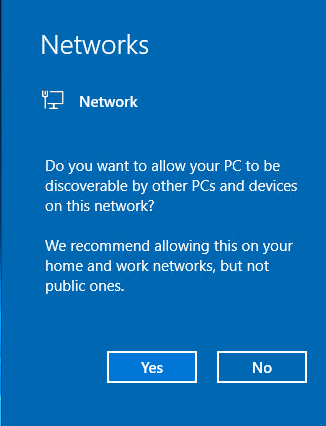 Networks
Network
Do you want to allow your PC to be
discoverable by other PCs and devices
on this network?
We recommend allowing this on your
home and work networks, but not
public ones.
Yes
No